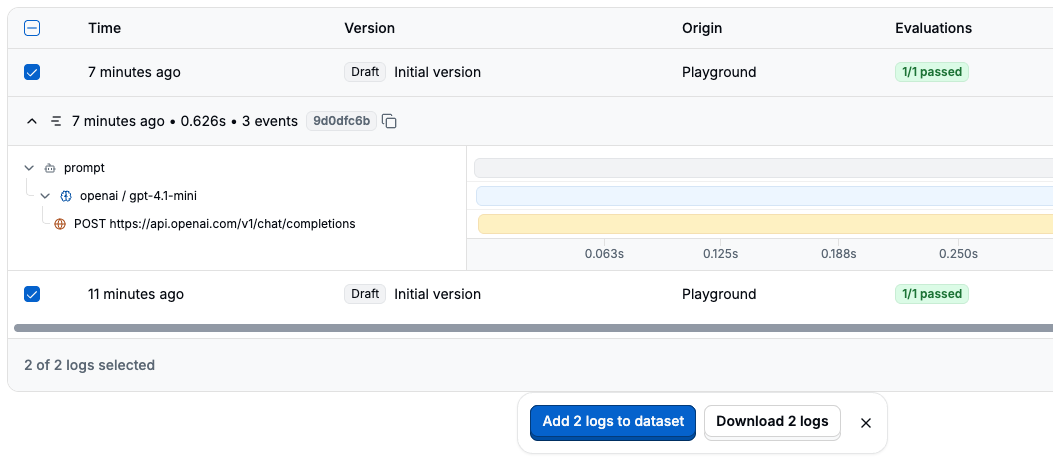 Time Version Origin Evaluations
7 minutes ago Draft Initial version Playground 1/1 passed
7 minutes ago • 0.626s • 3 events 9d0dfc6b
prompt
openai / gpt-4.1-mini
POST https://api.openai.com/v1/chat/completions
0.063s 0.125s 0.188s 0.250s
11 minutes ago Draft Initial version Playground 1/1 passed
2 of 2 logs selected
Add 2 logs to dataset Download 2 logs